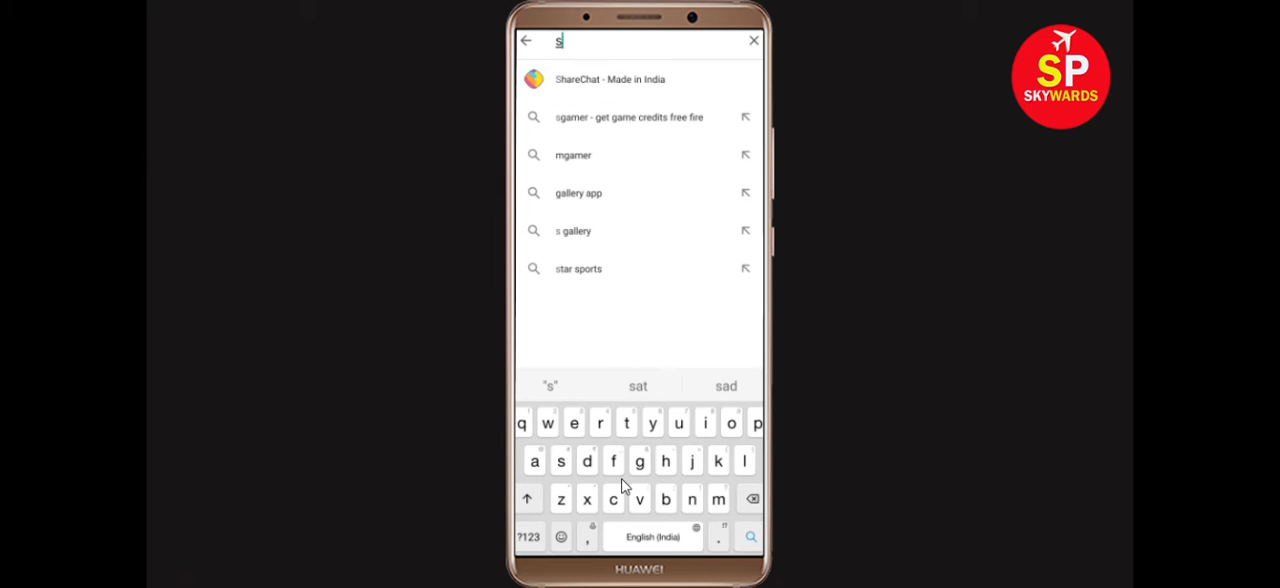 s
SP
SKYWARDS
ShareChat - Made in India
sgamer - get game credits free fire
mgamer
gallery app
s gallery
star sports
"s" sat sad
q w e r t y u i o p
a s d f g h j k l
z x c v b n m
?123 , English (India) .
HUAWEI